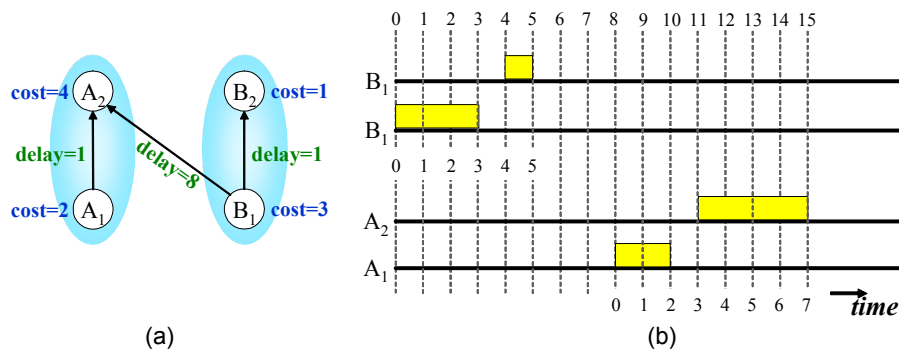 cost=4 A2 B2 cost=1
delay=1 delay=8 delay=1
cost=2 A1 B1 cost=3
(a)
0 1 2 3 4 5 6 7 8 9 10 11 12 13 14 15
B1
B1
0 1 2 3 4 5
A2
A1
0 1 2 3 4 5 6 7
time
(b)